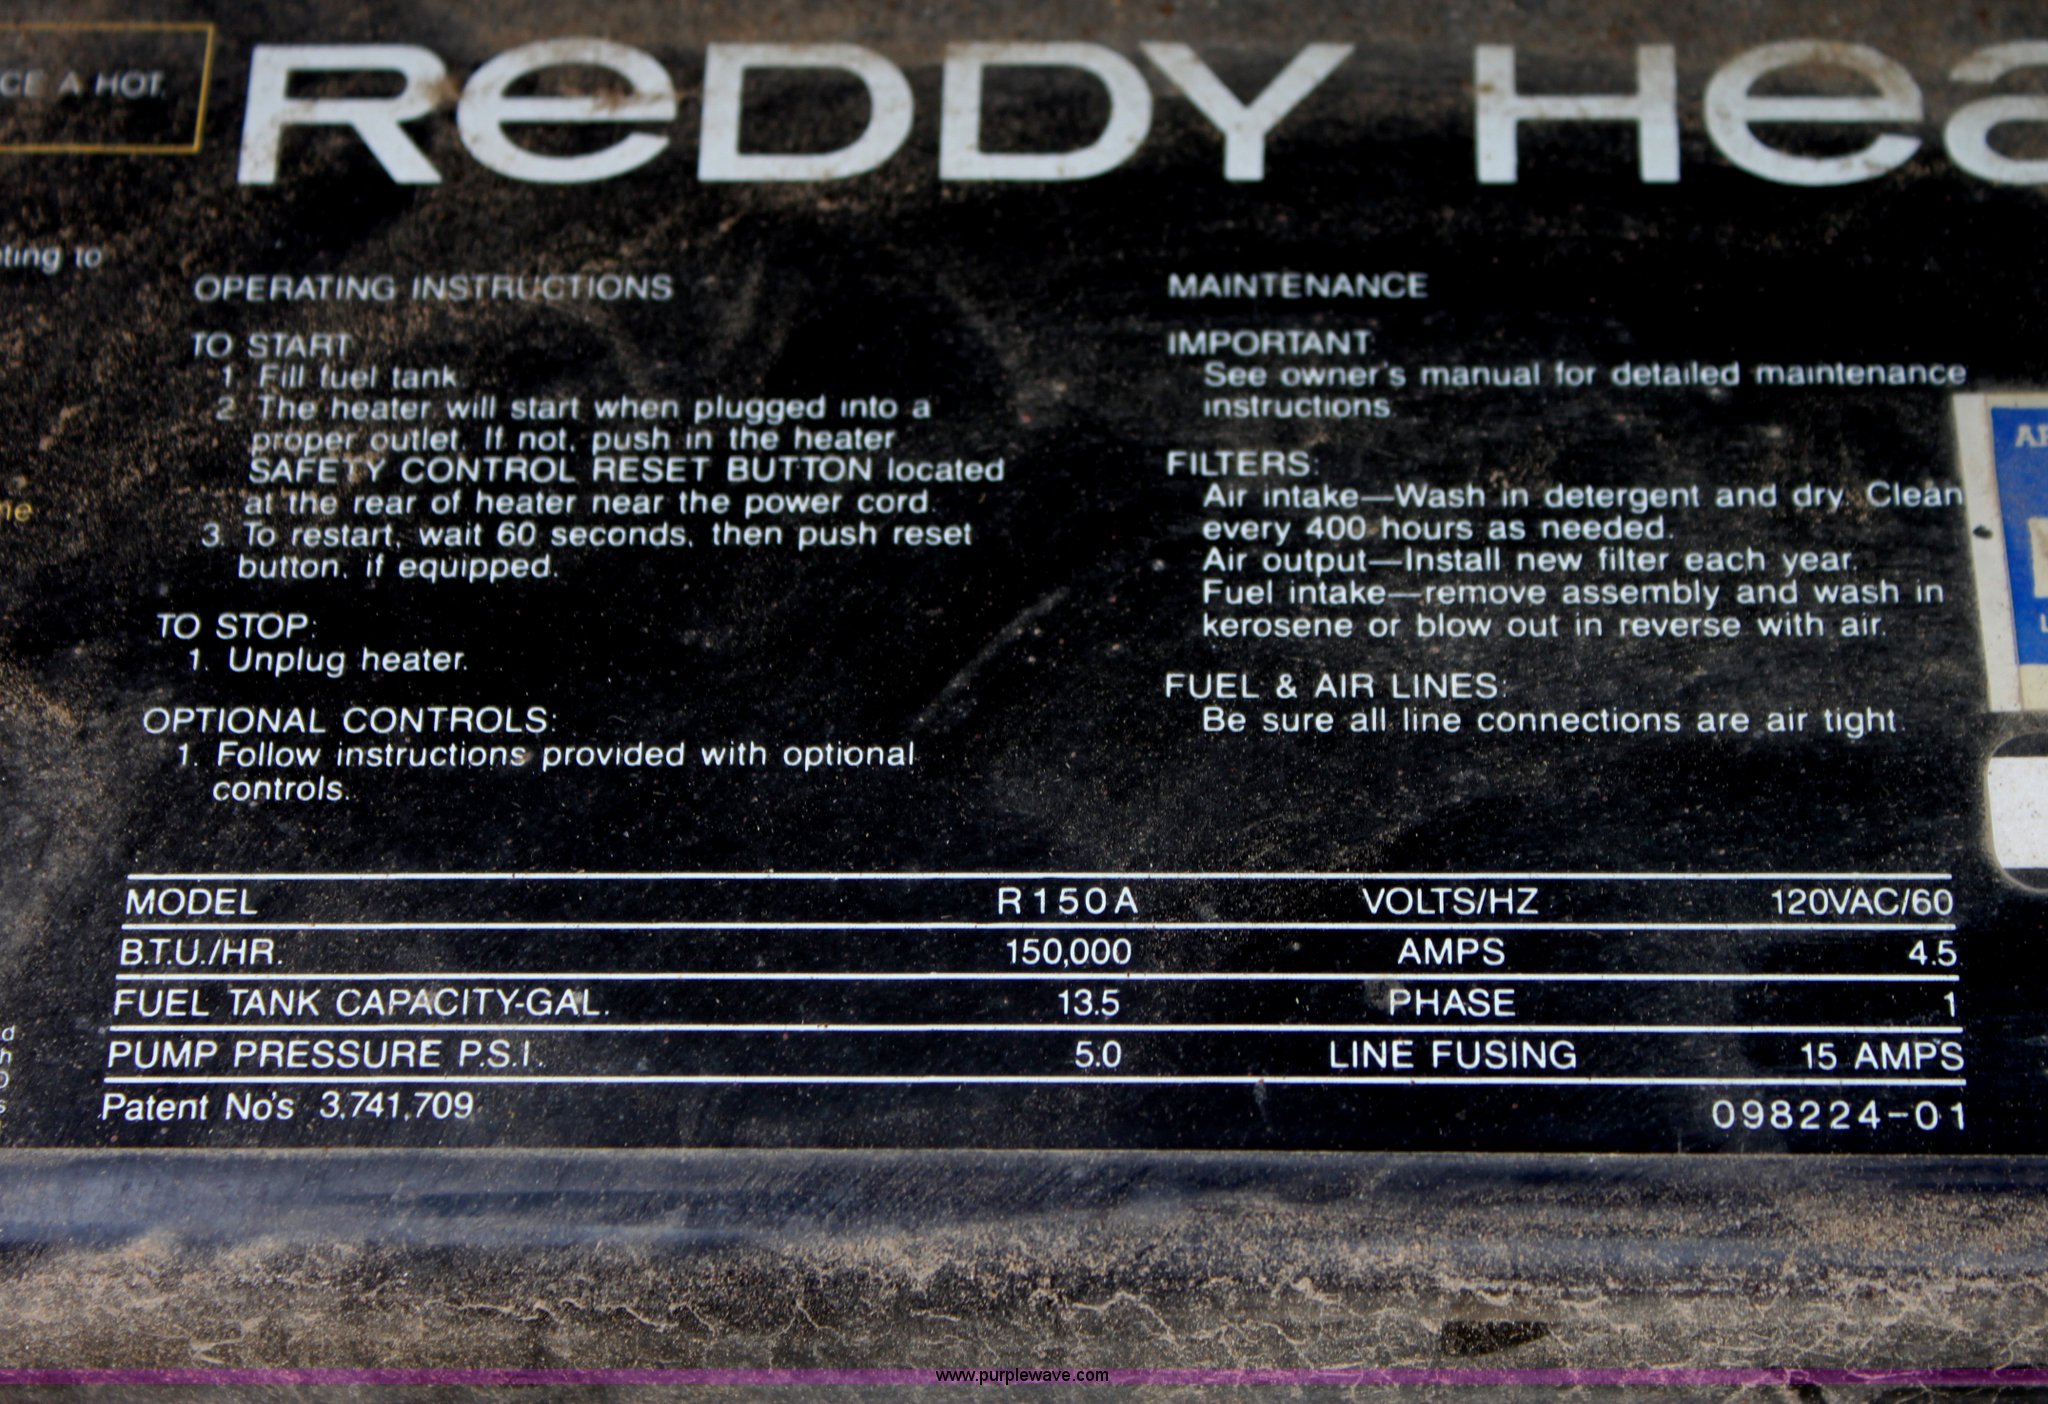 CE A HOT
REDDY Hea
ting to
OPERATING INSTRUCTIONS
TO START
1. Fill fuel tank.
2. The heater will start when plugged into a
proper outlet. If not, push in the heater
SAFETY CONTROL RESET BUTTON located
at the rear of heater near the power cord.
3. To restart, wait 60 seconds, then push reset
button, if equipped.
TO STOP:
1. Unplug heater.
OPTIONAL CONTROLS:
1. Follow instructions provided with optional
controls.
MAINTENANCE
IMPORTANT:
See owner's manual for detailed maintenance
instructions.
FILTERS:
Air intake—Wash in detergent and dry. Clean
every 400 hours as needed.
Air output—Install new filter each year.
Fuel intake—remove assembly and wash in
kerosene or blow out in reverse with air.
FUEL & AIR LINES:
Be sure all line connections are air tight.
MODEL R150A VOLTS/HZ 120VAC/60
B.T.U./HR. 150,000 AMPS 4.5
FUEL TANK CAPACITY-GAL. 13.5 PHASE 1
PUMP PRESSURE P.S.I. 5.0 LINE FUSING 15 AMPS
Patent No's 3,741,709 098224-01
www.purplewave.com